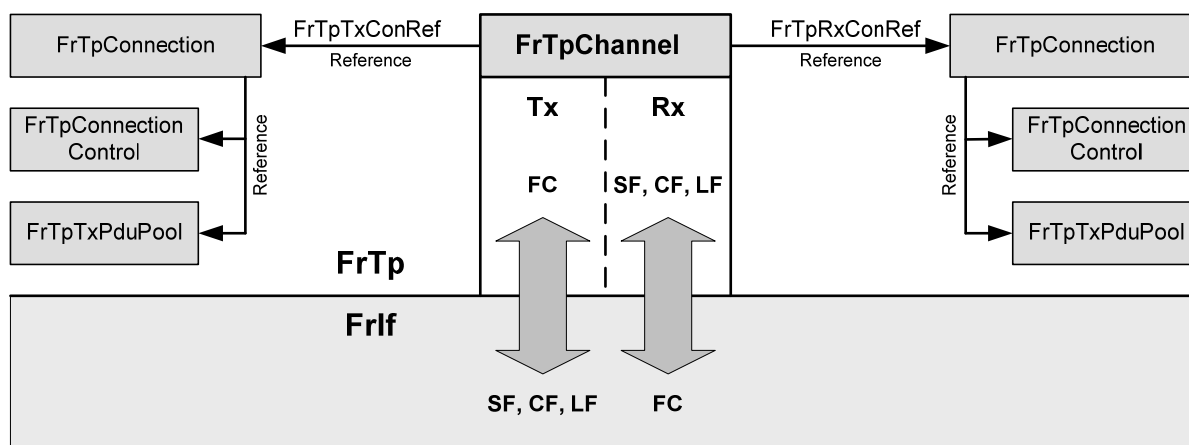 FrTpConnection
FrTpTxConRef
Reference
FrTpChannel
FrTpRxConRef
Reference
FrTpConnection
Tx
Rx
FrTpConnection
Control
Reference
FrTpTxPduPool
FC
SF, CF, LF
Reference
FrTpConnection
Control
FrTpTxPduPool
FrTp
FrIf
SF, CF, LF
FC